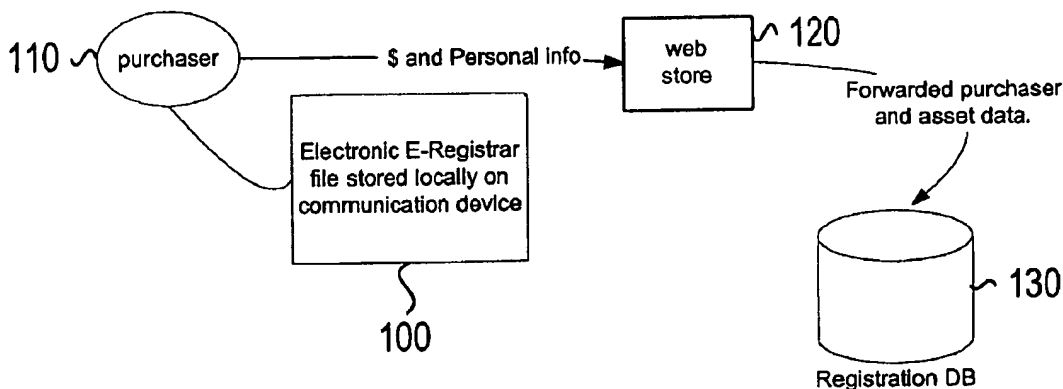 110
purchaser
$ and Personal info
web
store
120
Forwarded purchaser
and asset data.
Electronic E-Registrar
file stored locally on
communication device
100
130
Registration DB